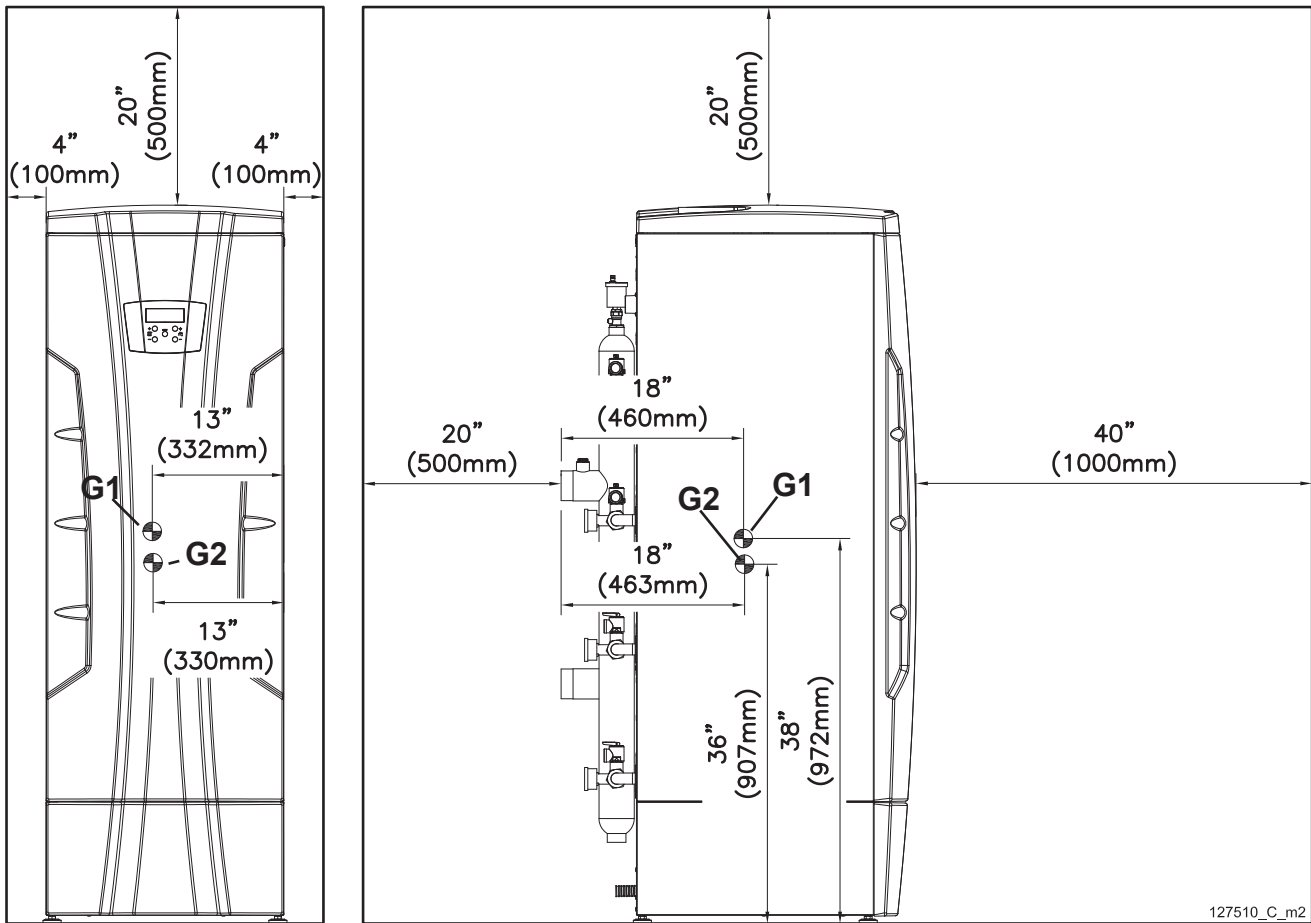 20”
(500mm)
4”
(100mm)
4”
(100mm)
13”
(332mm)
G1
G2
13”
(330mm)
20”
(500mm)
18”
(460mm)
20”
(500mm)
40”
(1000mm)
G2
G1
18”
(463mm)
36”
(907mm)
38”
(972mm)
127510_C_m2